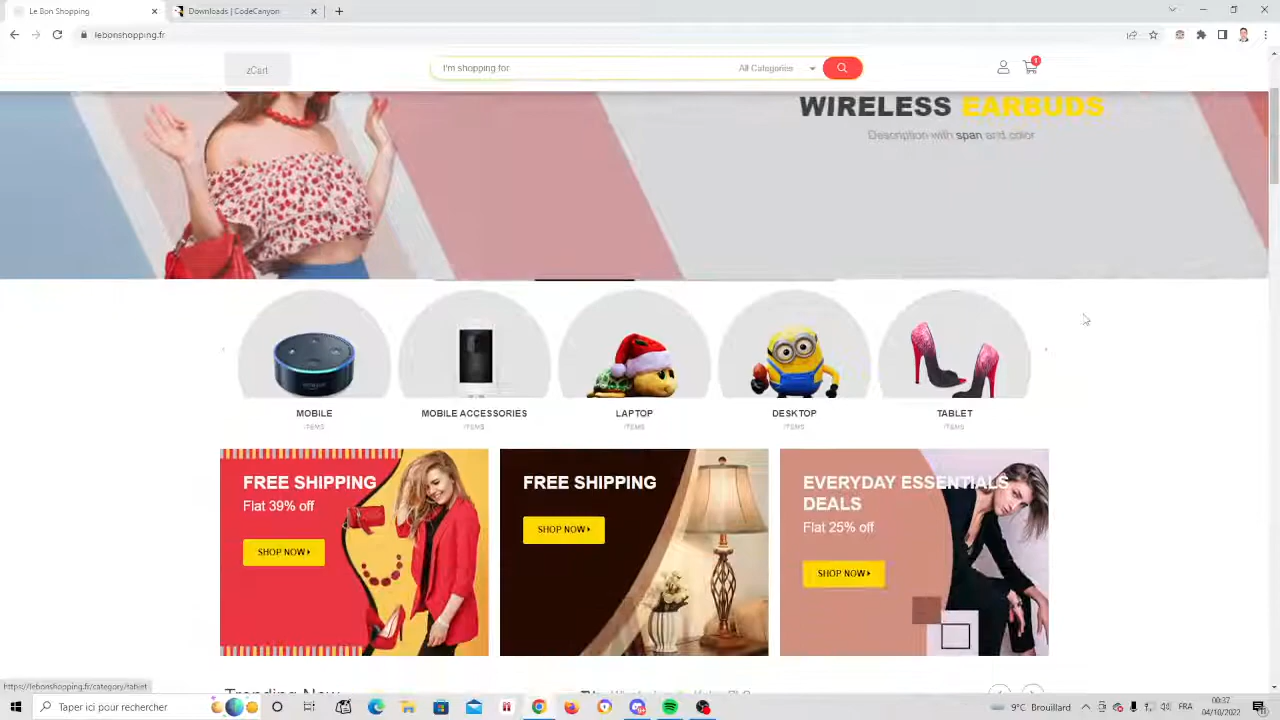 Le Bon Shopping
Downloads | CodeCanyon
lebonshopping.fr
zCart
I'm shopping for
All Categories
1
WIRELESS EARBUDS
Description with span and color
MOBILE
ITEMS
MOBILE ACCESSORIES
ITEMS
LAPTOP
ITEMS
DESKTOP
ITEMS
TABLET
ITEMS
FREE SHIPPING
Flat 39% off
SHOP NOW
FREE SHIPPING
SHOP NOW
EVERYDAY ESSENTIALS
DEALS
Flat 25% off
SHOP NOW
https://lebonshopping.fr/category/tablet
Trending Now
Taper ici pour rechercher
9°C Brouillard
FRA
00:37
04/10/2022